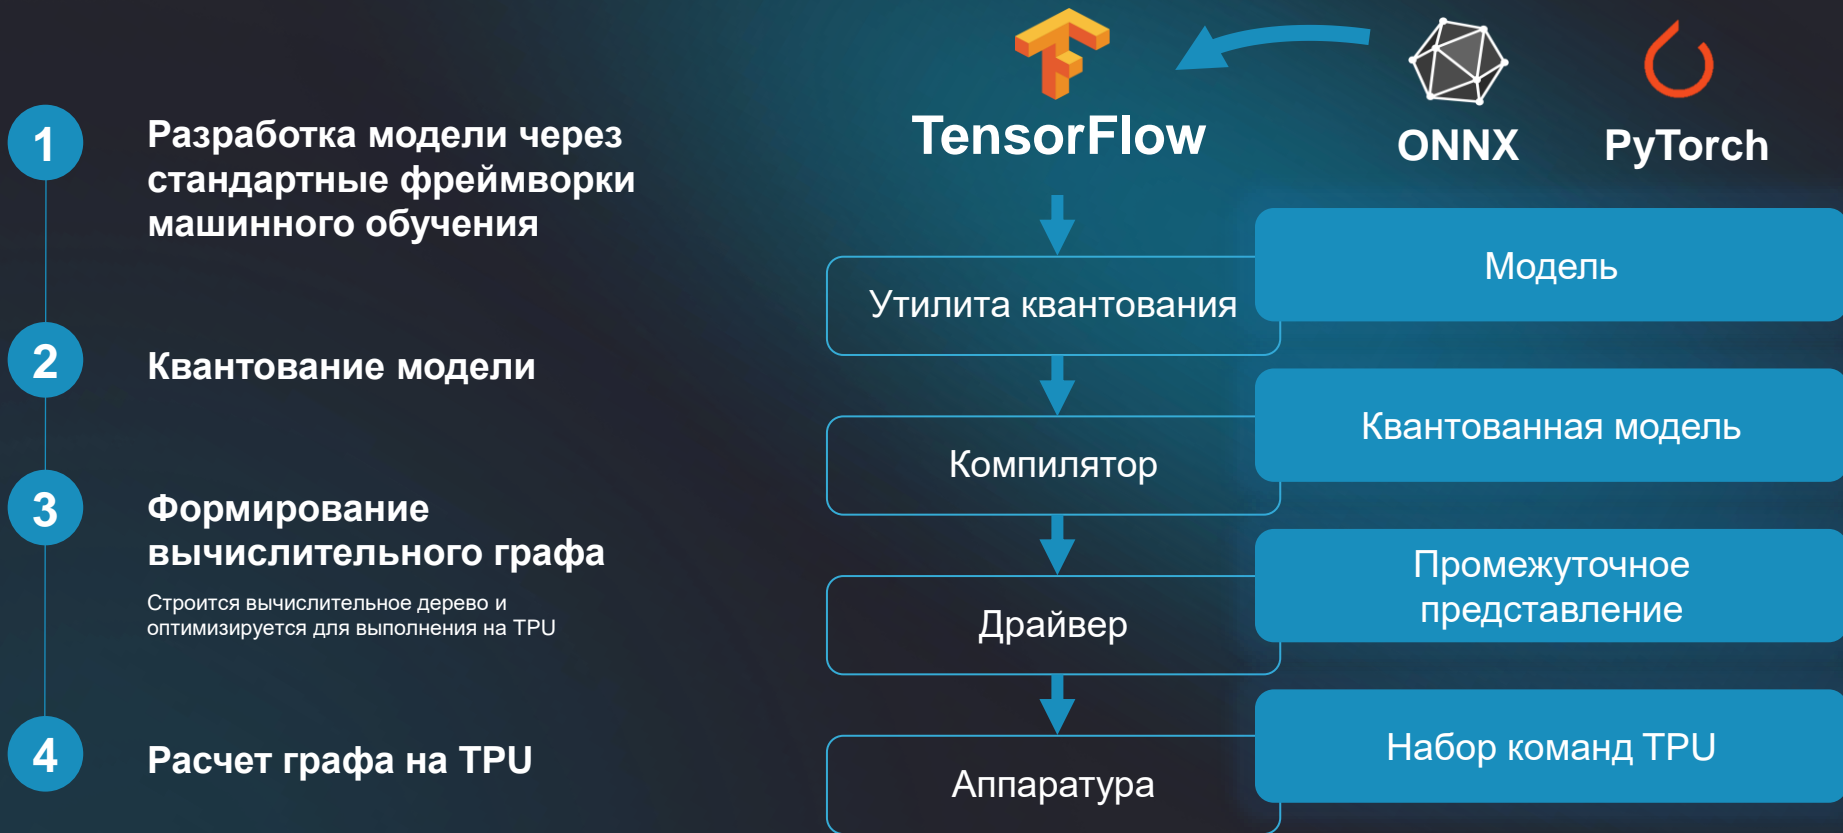 1
Разработка модели через
стандартные фреймворки
машинного обучения
2
Квантование модели
3
Формирование
вычислительного графа
Строится вычислительное дерево и
оптимизируется для выполнения на TPU
4
Расчет графа на TPU
TensorFlow
ONNX
PyTorch
Утилита квантования
Модель
Компилятор
Квантованная модель
Драйвер
Промежуточное
представление
Аппаратура
Набор команд TPU